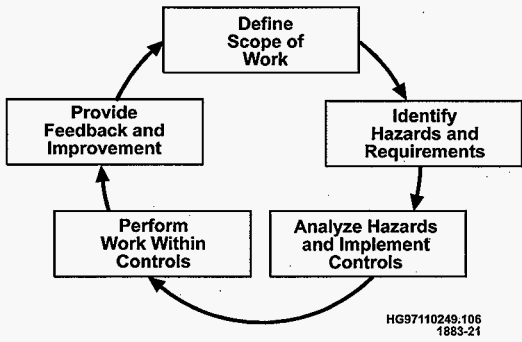 Define
Scope of
Work
Identify
Hazards and
Requirements
Analyze Hazards
and Implement
Controls
Perform
Work Within
Controls
Provide
Feedback and
Improvement
HG97110249.106
1883-21